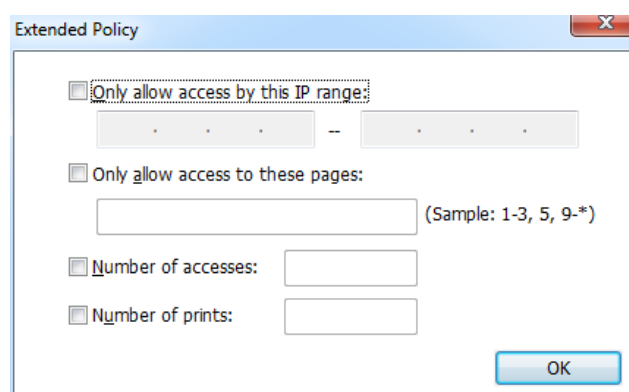 Extended Policy
Only allow access by this IP range:
. . . -- . . .
Only allow access to these pages:
(Sample: 1-3, 5, 9-*)
Number of accesses:
Number of prints:
OK